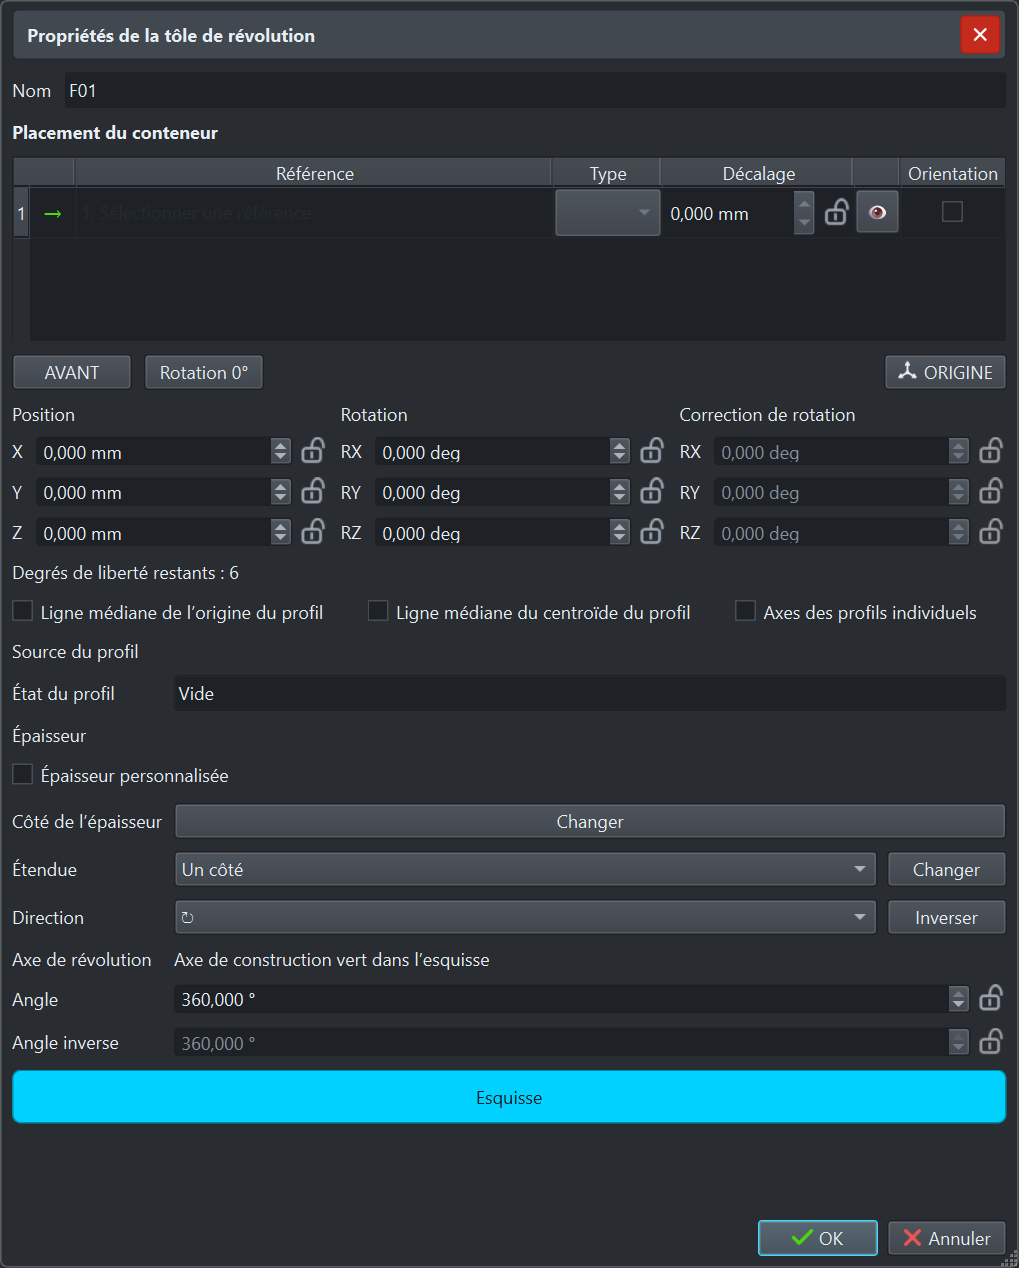 Propriétés de la tôle de révolution
Nom F01
Placement du conteneur
Référence Type Décalage Orientation
1 → 1. Sélectionner une référence 0,000 mm
AVANT Rotation 0° ORIGINE
Position Rotation Correction de rotation
X 0,000 mm RX 0,000 deg RX 0,000 deg
Y 0,000 mm RY 0,000 deg RY 0,000 deg
Z 0,000 mm RZ 0,000 deg RZ 0,000 deg
Degrés de liberté restants : 6
Ligne médiane de l’origine du profil Ligne médiane du centroïde du profil Axes des profils individuels
Source du profil
État du profil Vide
Épaisseur
Épaisseur personnalisée
Côté de l’épaisseur Changer
Étendue Un côté Changer
Direction ↻ Inverser
Axe de révolution Axe de construction vert dans l’esquisse
Angle 360,000 °
Angle inverse 360,000 °
Esquisse
OK Annuler